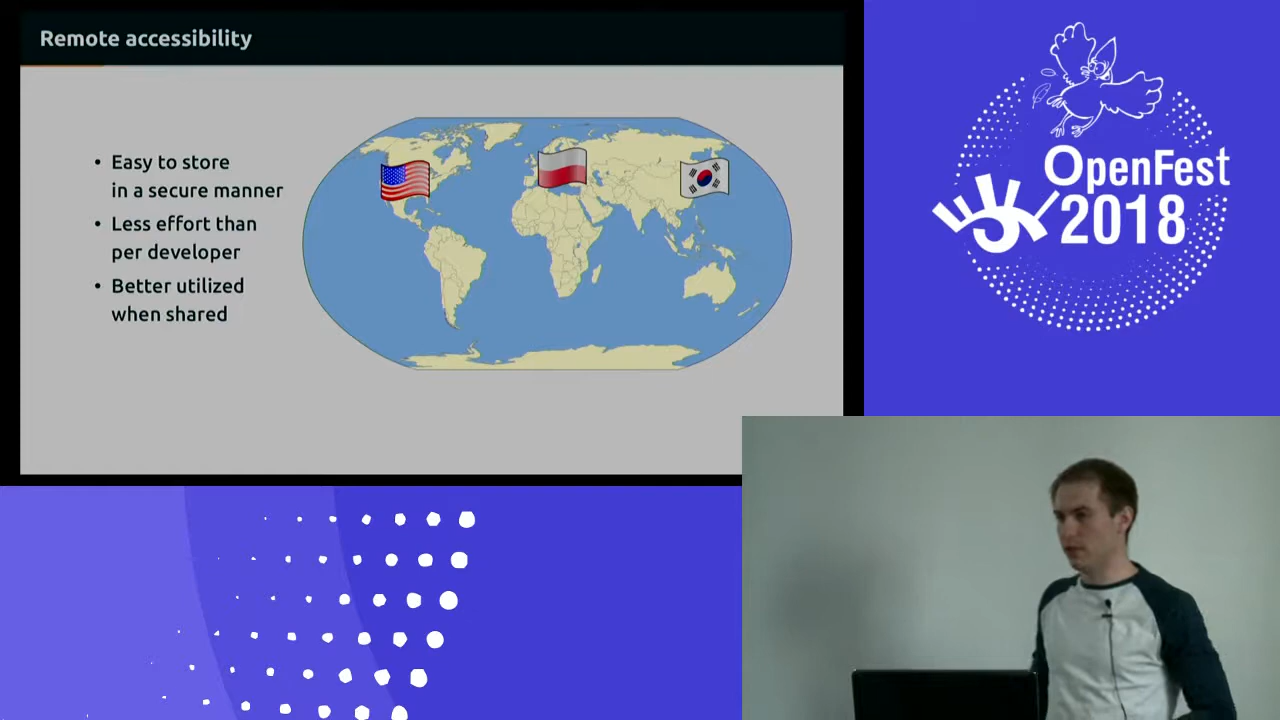 Remote accessibility
• Easy to store
in a secure manner
• Less effort than
per developer
• Better utilized
when shared
OpenFest
2018